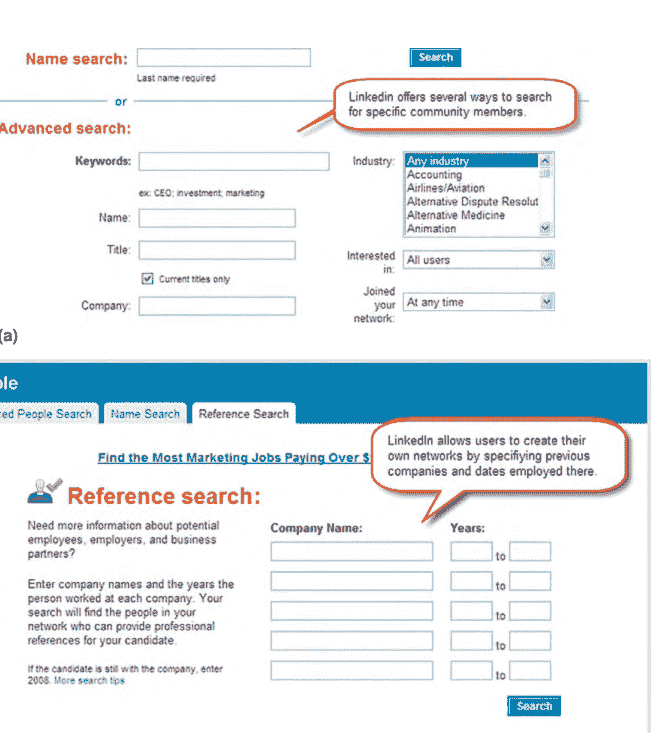 Name search:
Search
Last name required
or
Linkedin offers several ways to search
for specific community members.
Advanced search:
Keywords:
ex: CEO; investment; marketing
Name:
Title:
Current titles only
Company:
Industry:
Any industry
Accounting
Airlines/Aviation
Alternative Dispute Resolut
Alternative Medicine
Animation
Interested
in:
All users
Joined
your
network:
At any time
(a)
ple
ced People Search
Name Search
Reference Search
Find the Most Marketing Jobs Paying Over $
LinkedIn allows users to create their
own networks by specifiying previous
companies and dates employed there.
Reference search:
Need more information about potential
employees, employers, and business
partners?
Enter company names and the years the
person worked at each company. Your
search will find the people in your
network who can provide professional
references for your candidate.
If the candidate is still with the company, enter
2008. More search tips
Company Name:
Years:
to
to
to
to
to
Search